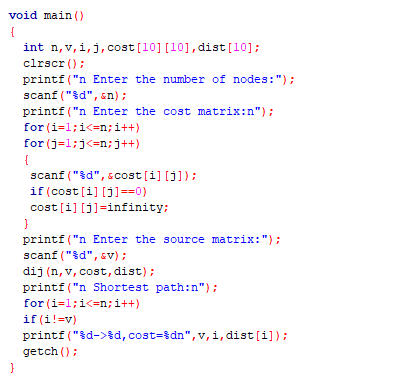 void main()
{
int n,v,i,j,cost[10][10],dist[10];
clrscr();
printf("n Enter the number of nodes:");
scanf("%d",&n);
printf("n Enter the cost matrix:n");
for(i=1;i<=n;i++)
for(j=1;j<=n;j++)
{
scanf("%d",&cost[i][j]);
if(cost[i][j]==0)
cost[i][j]=infinity;
}
printf("n Enter the source matrix:");
scanf("%d",&v);
dij(n,v,cost,dist);
printf("n Shortest path:n");
for(i=1;i<=n;i++)
if(i!=v)
printf("%d->%d,cost=%dn",v,i,dist[i]);
getch();
}